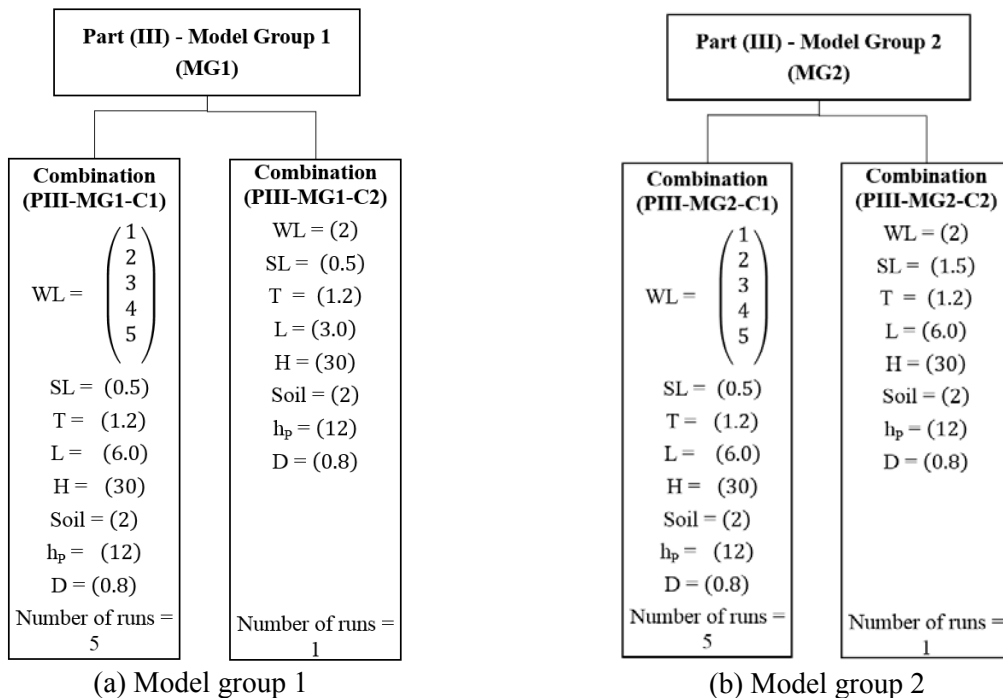 Part (III) - Model Group 1
(MG1)
Combination
(PIII-MG1-C1)
WL =
1
2
3
4
5
SL = (0.5)
T = (1.2)
L = (6.0)
H = (30)
Soil = (2)
hₚ = (12)
D = (0.8)
Number of runs =
5
Combination
(PIII-MG1-C2)
WL = (2)
SL = (0.5)
T = (1.2)
L = (3.0)
H = (30)
Soil = (2)
hₚ = (12)
D = (0.8)
Number of runs =
1
(a) Model group 1
Part (III) - Model Group 2
(MG2)
Combination
(PIII-MG2-C1)
WL =
1
2
3
4
5
SL = (0.5)
T = (1.2)
L = (6.0)
H = (30)
Soil = (2)
hₚ = (12)
D = (0.8)
Number of runs =
5
Combination
(PIII-MG2-C2)
WL = (2)
SL = (1.5)
T = (1.2)
L = (6.0)
H = (30)
Soil = (2)
hₚ = (12)
D = (0.8)
Number of runs =
1
(b) Model group 2